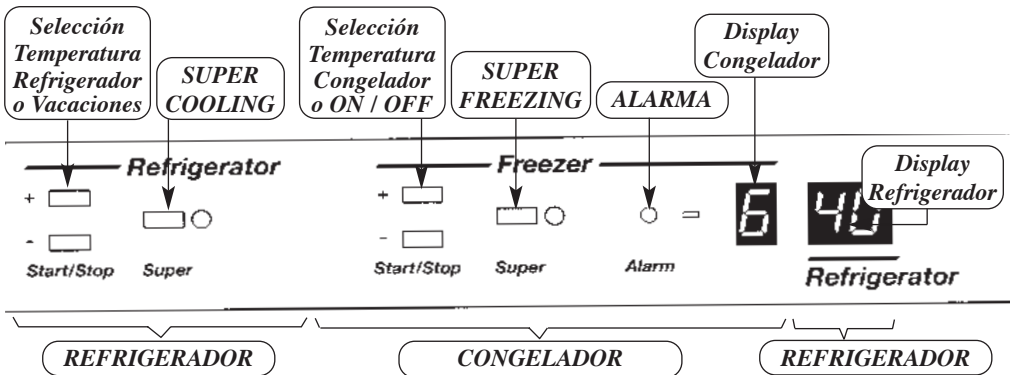 Selección
Temperatura
Refrigerador
o Vacaciones
SUPER
COOLING
Selección
Temperatura
Congelador
o ON / OFF
SUPER
FREEZING
ALARMA
Display
Congelador
Refrigerator
Freezer
Display
Refrigerador
+
+
6
40
-
-
Start/Stop
Super
Start/Stop
Super
Alarm
Refrigerator
REFRIGERADOR
CONGELADOR
REFRIGERADOR